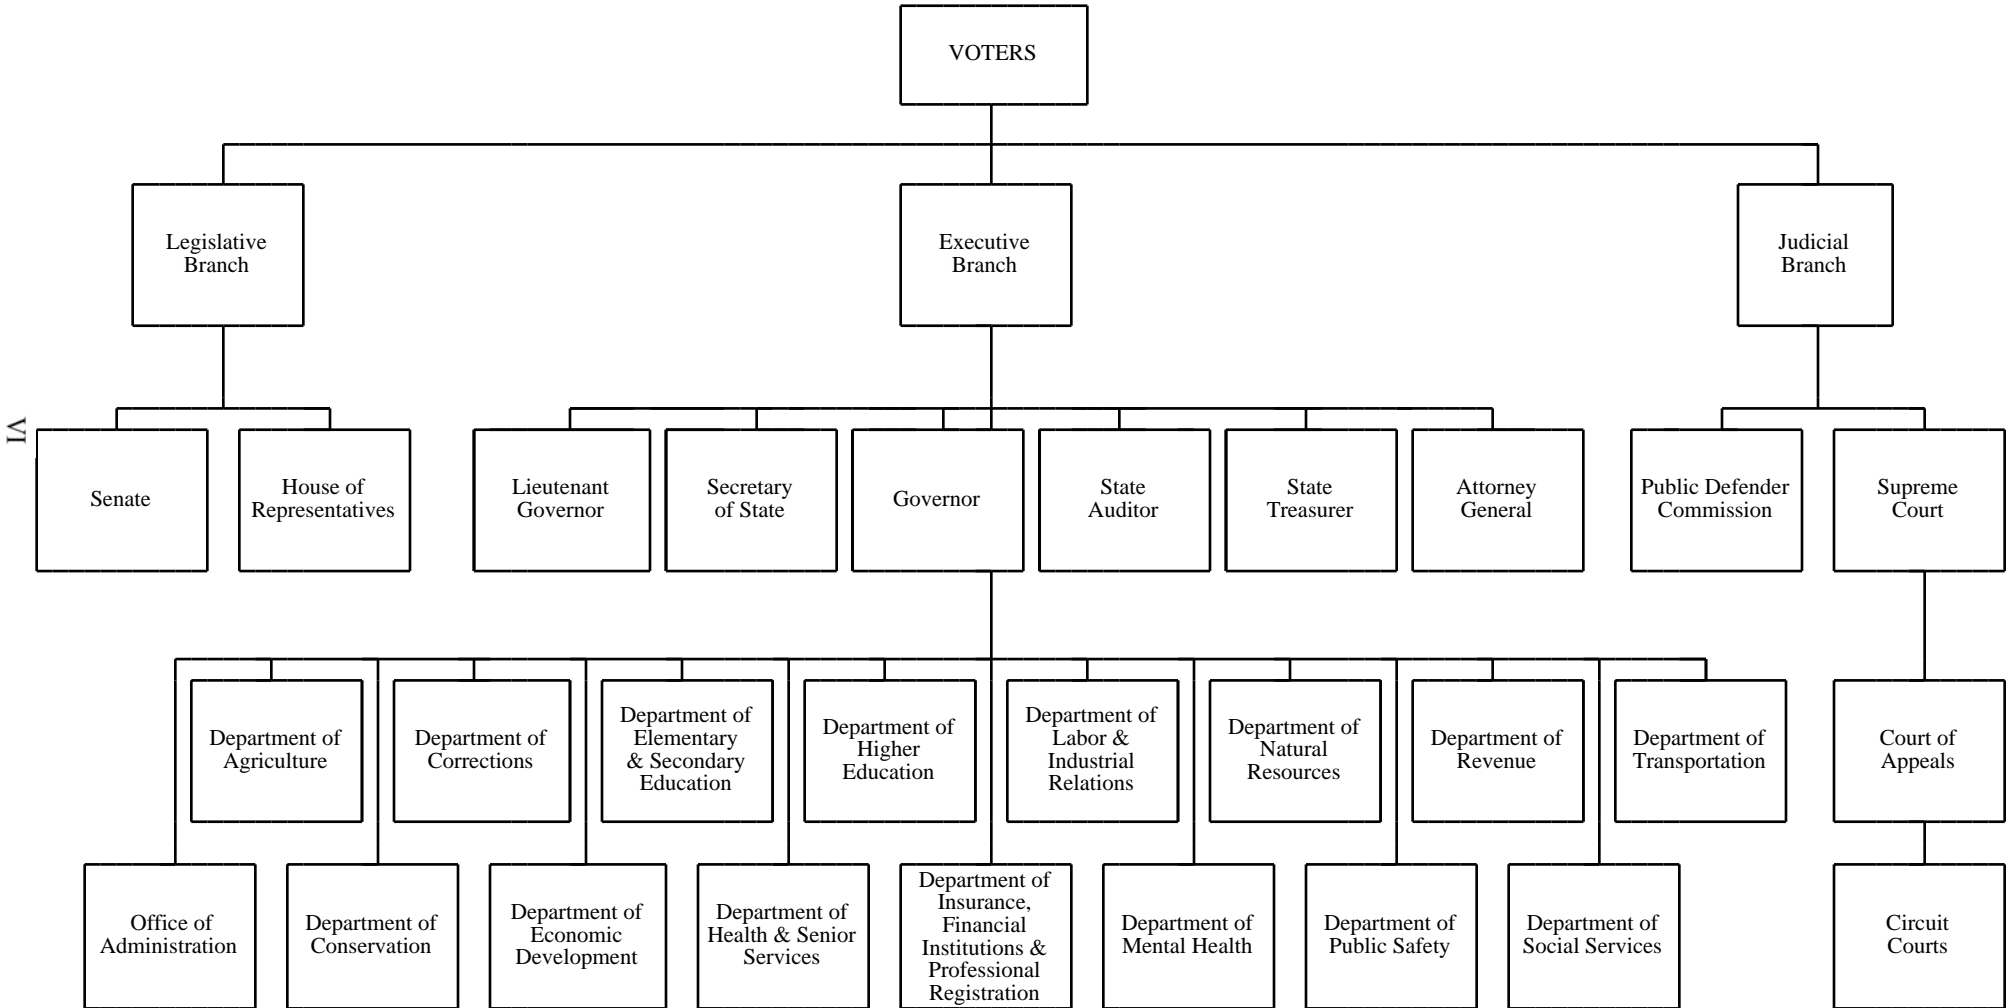 VOTERS
Legislative
Branch
Executive
Branch
Judicial
Branch
VI
Senate
House of
Representatives
Lieutenant
Governor
Secretary
of State
Governor
State
Auditor
State
Treasurer
Attorney
General
Public Defender
Commission
Supreme
Court
Department of
Agriculture
Department of
Corrections
Department of
Elementary
& Secondary
Education
Department of
Higher
Education
Department of
Labor &
Industrial
Relations
Department of
Natural
Resources
Department of
Revenue
Department of
Transportation
Court of
Appeals
Office of
Administration
Department of
Conservation
Department of
Economic
Development
Department of
Health & Senior
Services
Department of
Insurance,
Financial
Institutions &
Professional
Registration
Department of
Mental Health
Department of
Public Safety
Department of
Social Services
Circuit
Courts